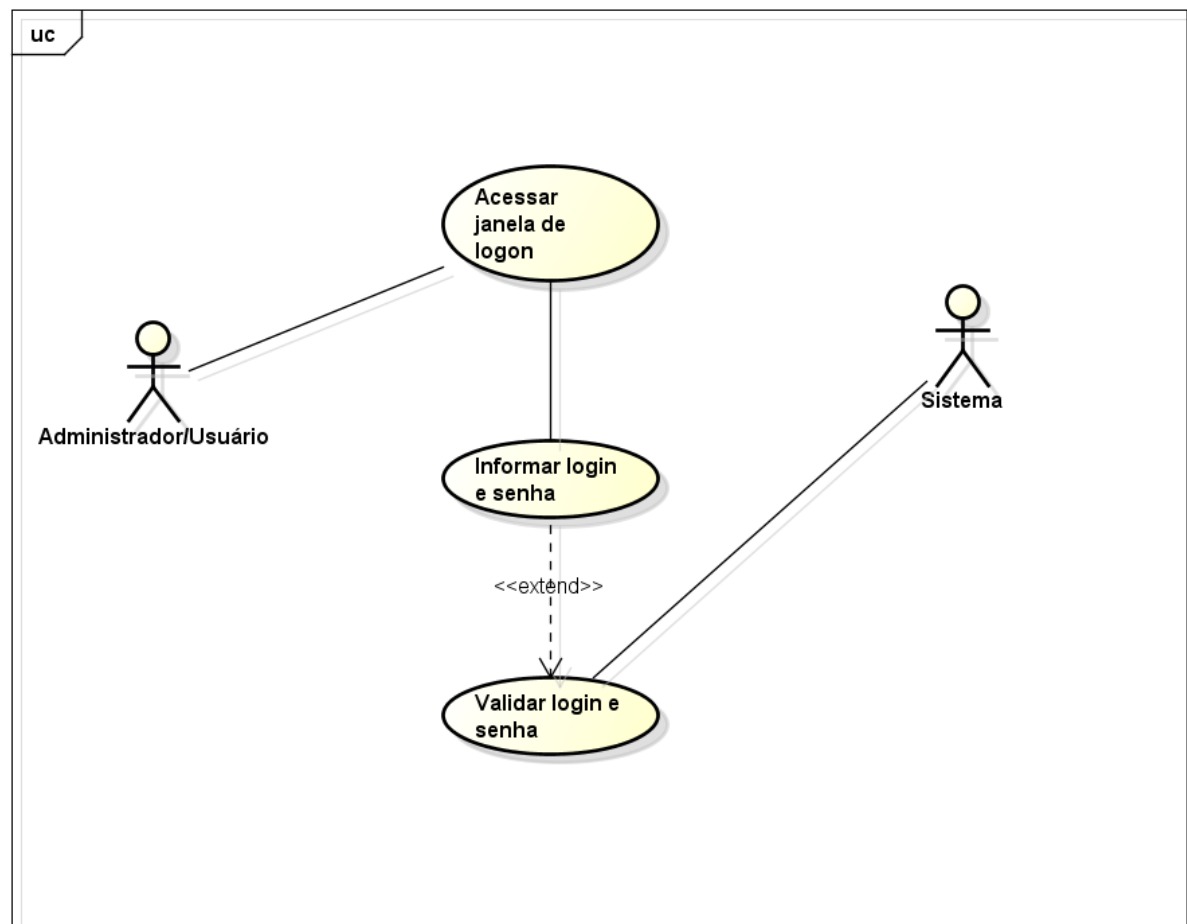 uc
Acessar
janela de
logon
Administrador/Usuário
Sistema
Informar login
e senha
<<extend>>
Validar login e
senha